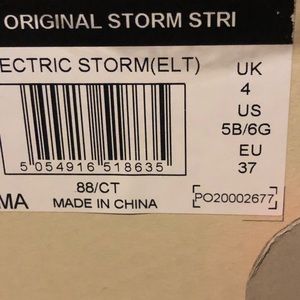 ORIGINAL STORM STRI
ECTRIC STORM(ELT)
UK
4
US
5B/6G
EU
37
5 054916 518635
88/CT
MA
MADE IN CHINA
PO20002677